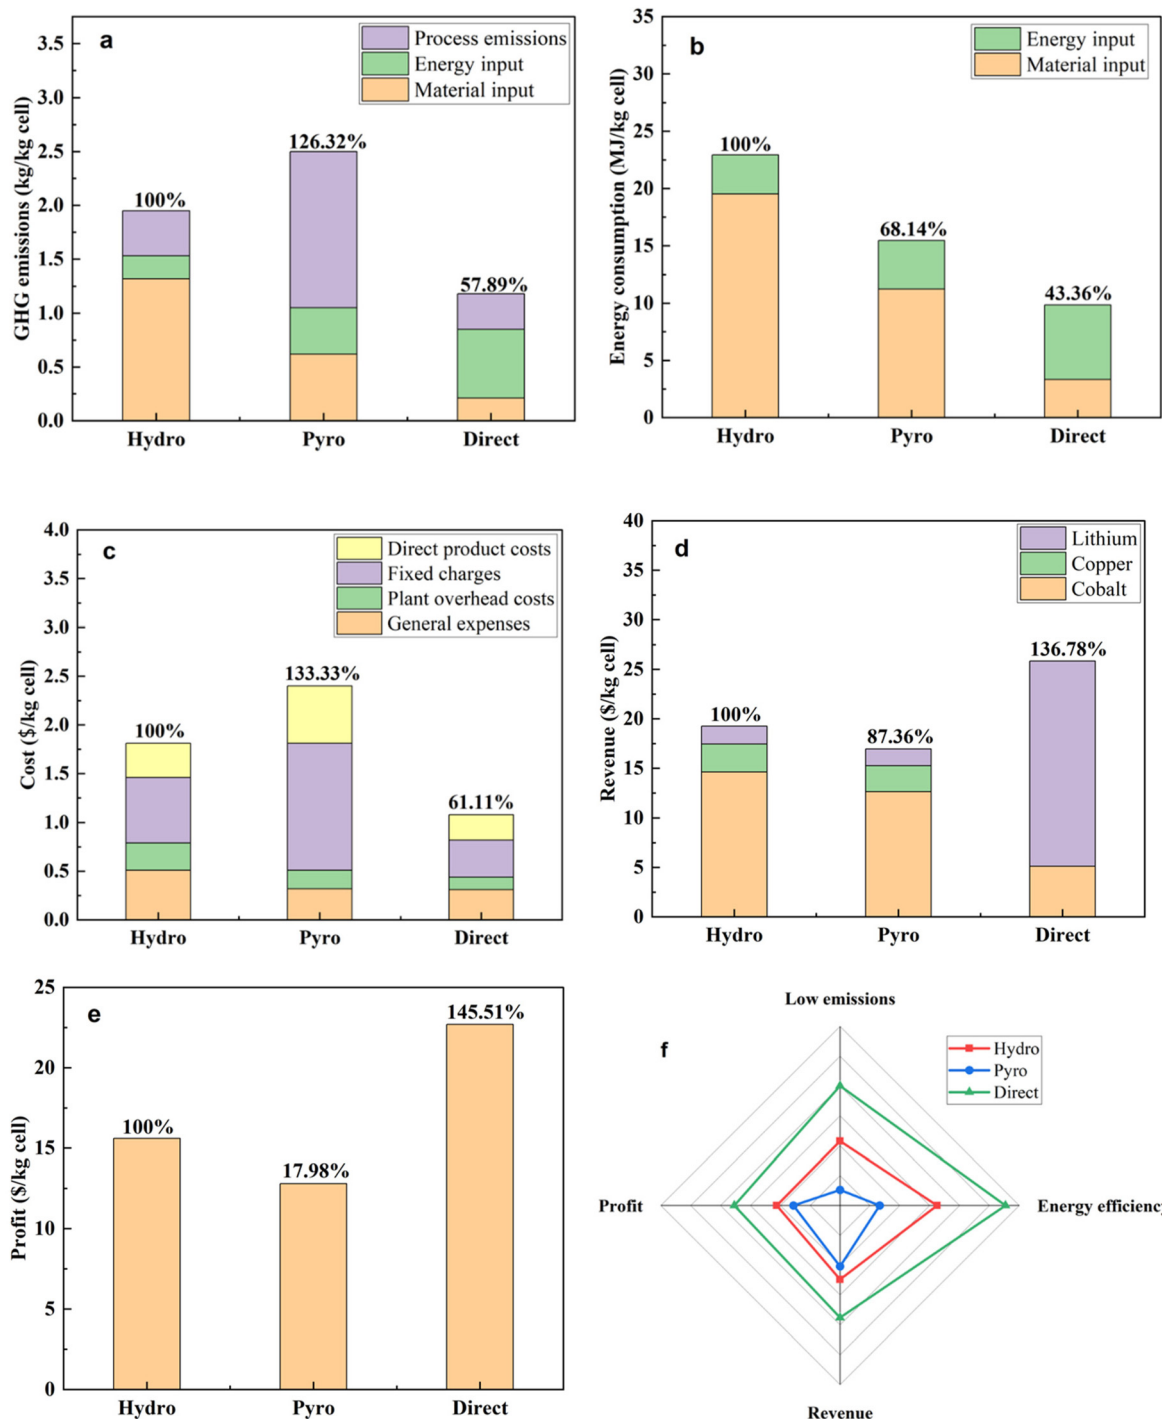 a
Process emissions
Energy input
Material input
GHG emissions (kg/kg cell)
3.5
3.0
2.5
2.0
1.5
1.0
0.5
0.0
100%
126.32%
57.89%
Hydro Pyro Direct
b
Energy input
Material input
Energy consumption (MJ/kg cell)
35
30
25
20
15
10
5
0
100%
68.14%
43.36%
Hydro Pyro Direct
c
Direct product costs
Fixed charges
Plant overhead costs
General expenses
Cost ($/kg cell)
4.0
3.5
3.0
2.5
2.0
1.5
1.0
0.5
0.0
100%
133.33%
61.11%
Hydro Pyro Direct
d
Lithium
Copper
Cobalt
Revenue ($/kg cell)
40
35
30
25
20
15
10
5
0
100%
87.36%
136.78%
Hydro Pyro Direct
e
Profit ($/kg cell)
25
20
15
10
5
0
100%
17.98%
145.51%
Hydro Pyro Direct
f
Low emissions
Hydro
Pyro
Direct
Profit
Energy efficiency
Revenue